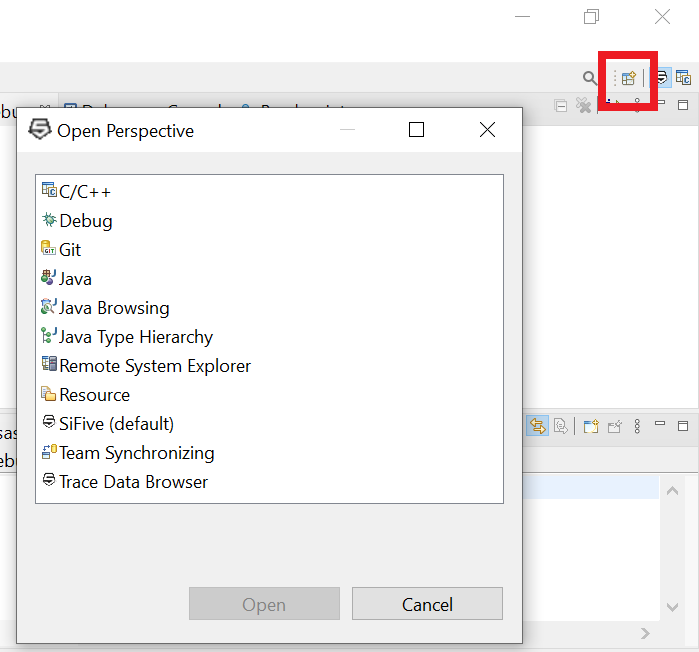 Open Perspective
C/C++
Debug
Git
Java
Java Browsing
Java Type Hierarchy
Remote System Explorer
Resource
SiFive (default)
Team Synchronizing
Trace Data Browser
Open
Cancel